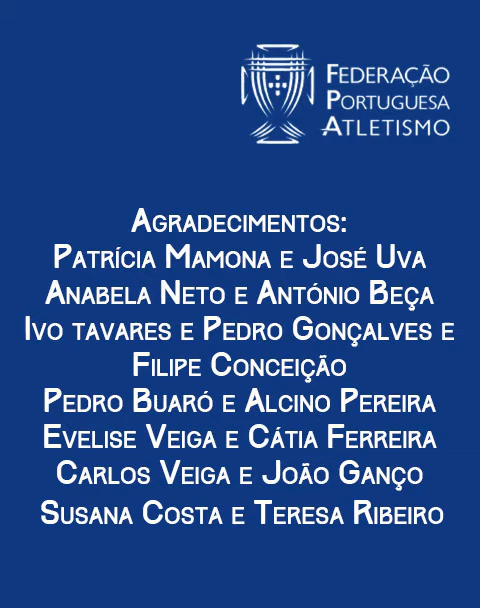 Federação
Portuguesa
Atletismo
Agradecimentos:
Patrícia Mamona e José Uva
Anabela Neto e António Beça
Ivo tavares e Pedro Gonçalves e
Filipe Conceição
Pedro Buaró e Alcino Pereira
Evelise Veiga e Cátia Ferreira
Carlos Veiga e João Ganço
Susana Costa e Teresa Ribeiro